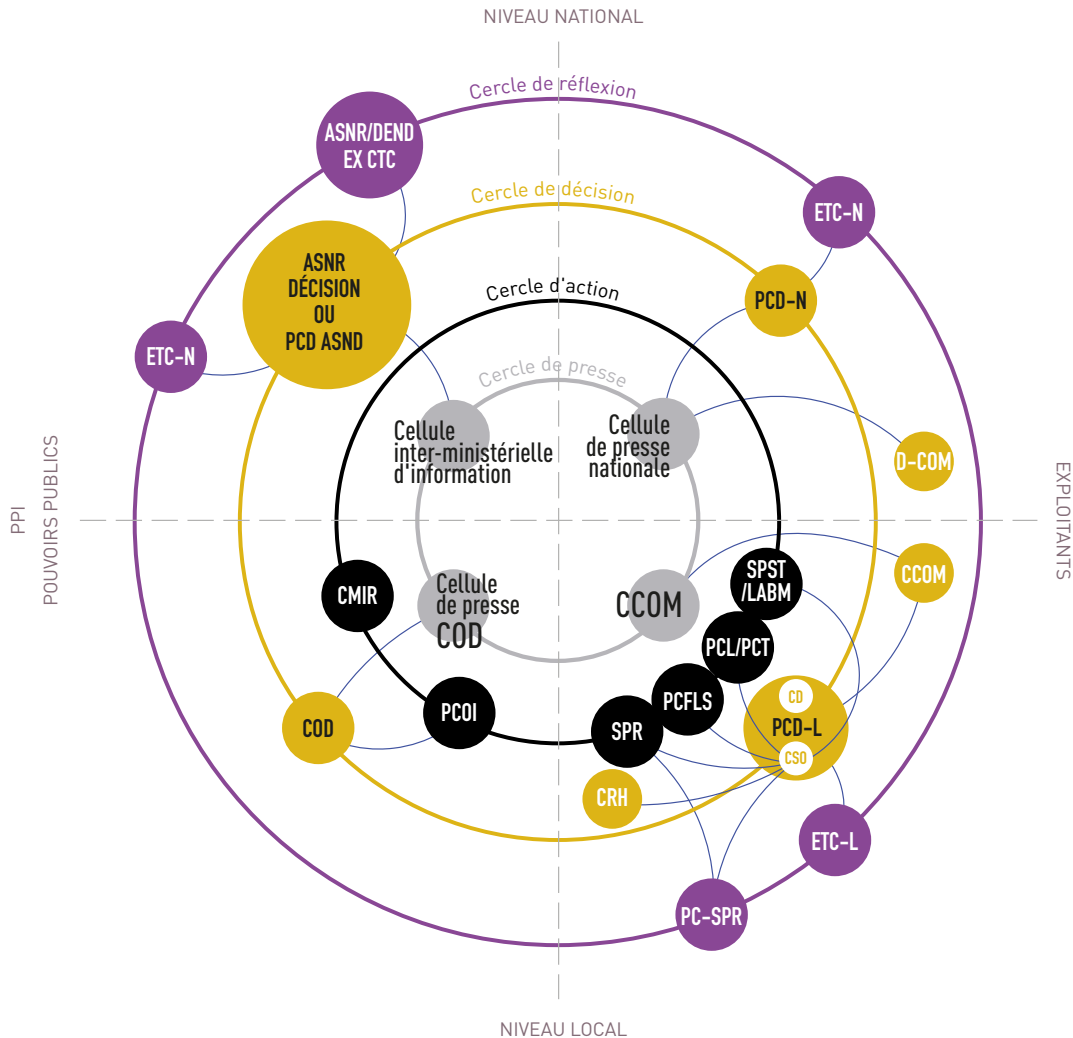 NIVEAU NATIONAL
Cercle de réflexion
ASNR/DEND
EX CTC
Cercle de décision
ETC-N
ASNR
DÉCISION
OU
PCD ASND
Cercle d'action
PCD-N
ETC-N
Cercle de presse
Cellule
inter-ministérielle
d'information
Cellule
de presse
nationale
D-COM
PPI
POUVOIRS PUBLICS
EXPLOITANTS
CMIR
Cellule
de presse
COD
CCOM
SPST
/LABM
CCOM
PCL/PCT
PCFLS
CD
PCD-L
CSO
COD
PCOI
SPR
CRH
ETC-L
PC-SPR
NIVEAU LOCAL